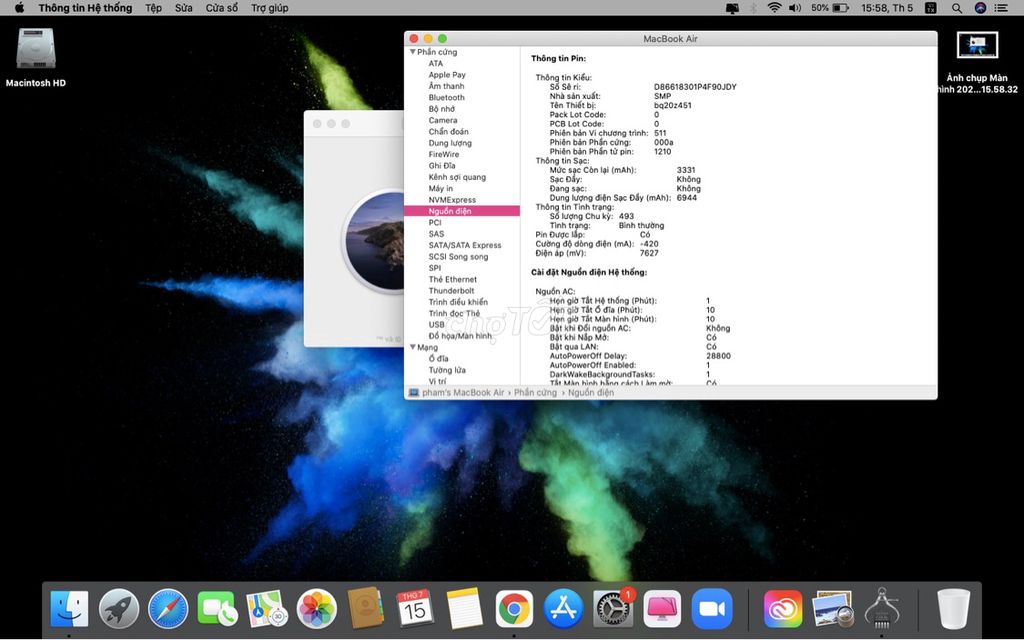 Thông tin Hệ thống Tệp Sửa Cửa sổ Trợ giúp 50% 15:58, Th 5
Macintosh HD
MacBook Air
Phần cứng
ATA
Apple Pay
Âm thanh
Bluetooth
Bộ nhớ
Camera
Chẩn đoán
Dung lượng
FireWire
Ghi Đĩa
Kênh sợi quang
Máy in
NVMExpress
Nguồn điện
PCI
SAS
SATA/SATA Express
SCSI Song song
SPI
Thẻ Ethernet
Thunderbolt
Trình điều khiển
Trình đọc Thẻ
USB
Đồ họa/Màn hình
Mạng
Ổ đĩa
Tường lửa
Vị trí
Thông tin Pin:
Thông tin Kiểu:
Số Sê ri: D86618301P4F90JDY
Nhà sản xuất: SMP
Tên Thiết bị: bq20z451
Pack Lot Code: 0
PCB Lot Code: 0
Phiên bản Vi chương trình: 511
Phiên bản Phần cứng: 000a
Phiên bản Phần tử pin: 1210
Thông tin Sạc:
Mức sạc Còn lại (mAh): 3331
Sạc Đầy: Không
Đang sạc: Không
Dung lượng điện Sạc Đầy (mAh): 6944
Thông tin Tình trạng:
Số lượng Chu kỳ: 493
Tình trạng: Bình thường
Pin Được lắp: Có
Cường độ dòng điện (mA): -420
Điện áp (mV): 7627
Cài đặt Nguồn điện Hệ thống:
Nguồn AC:
Hẹn giờ Tắt Hệ thống (Phút): 1
Hẹn giờ Tắt Ổ đĩa (Phút): 10
Hẹn giờ Tắt Màn hình (Phút): 10
Bật khi Đổi nguồn AC: Không
Bật khi Nắp Mở: Có
Bật qua LAN: Có
AutoPowerOff Delay: 28800
AutoPowerOff Enabled: 1
DarkWakeBackgroundTasks: 1
Tắt Màn hình bằng cách Làm mờ: Có
pham's MacBook Air › Phần cứng › Nguồn điện
Ảnh chụp Màn
hình 202...15.58.32
chợTỐT
™ và ©
THG 7
15
1